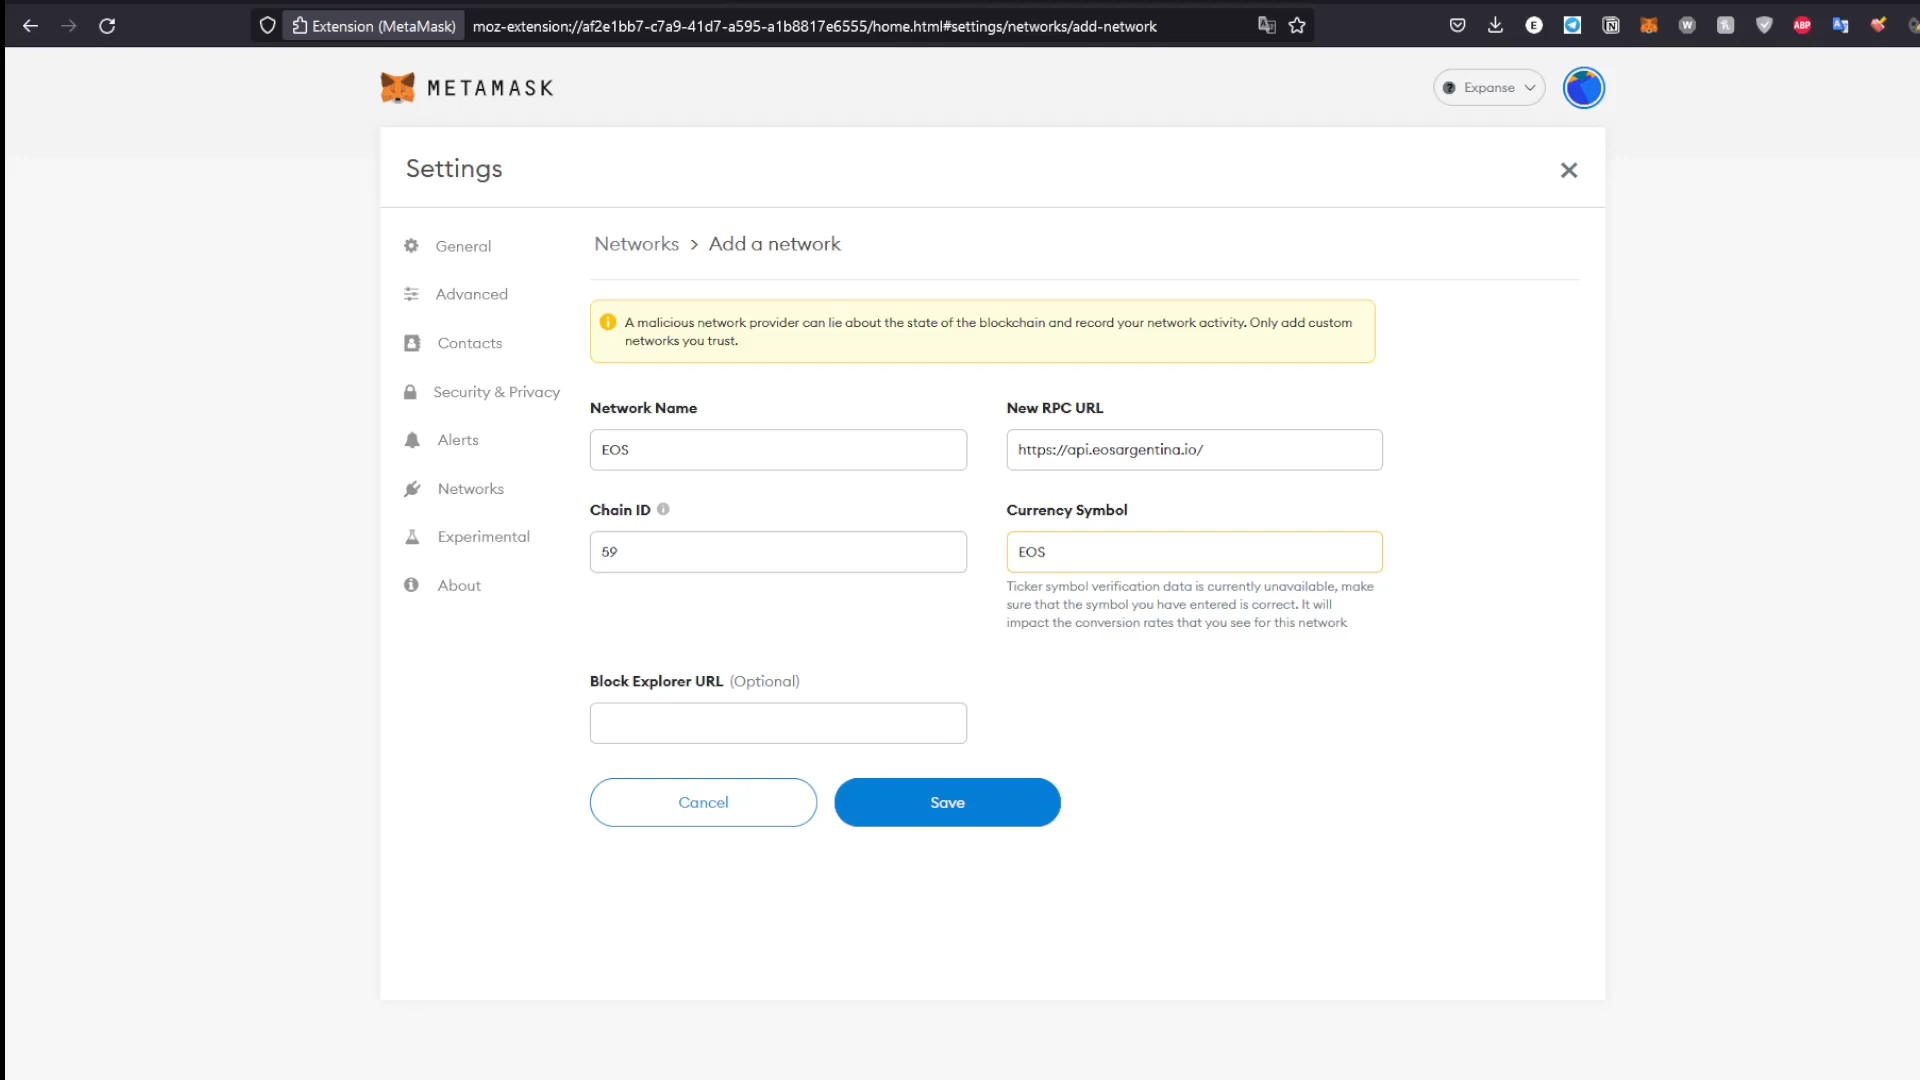 Extension (MetaMask) moz-extension://af2e1bb7-c7a9-41d7-a595-a1b8817e6555/home.html#settings/networks/add-network
E N W ABP
METAMASK
Expanse
Settings
General
Advanced
Contacts
Security & Privacy
Alerts
Networks
Experimental
About
Networks > Add a network
A malicious network provider can lie about the state of the blockchain and record your network activity. Only add custom
networks you trust.
Network Name
EOS
New RPC URL
https://api.eosargentina.io/
Chain ID
59
Currency Symbol
EOS
Ticker symbol verification data is currently unavailable, make
sure that the symbol you have entered is correct. It will
impact the conversion rates that you see for this network
Block Explorer URL (Optional)
Cancel
Save